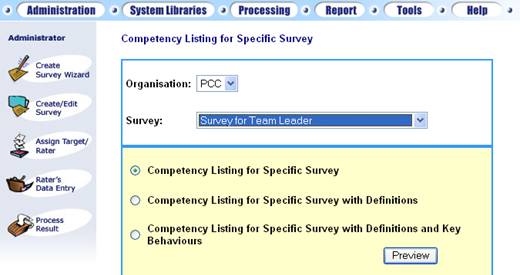 Administration System Libraries Processing Report Tools Help
Administrator
Create
Survey Wizard
Create/Edit
Survey
Assign Target/
Rater
Rater's
Data Entry
Process
Result
Competency Listing for Specific Survey
Organisation: PCC
Survey: Survey for Team Leader
Competency Listing for Specific Survey
Competency Listing for Specific Survey with Definitions
Competency Listing for Specific Survey with Definitions and Key
Behaviours
Preview